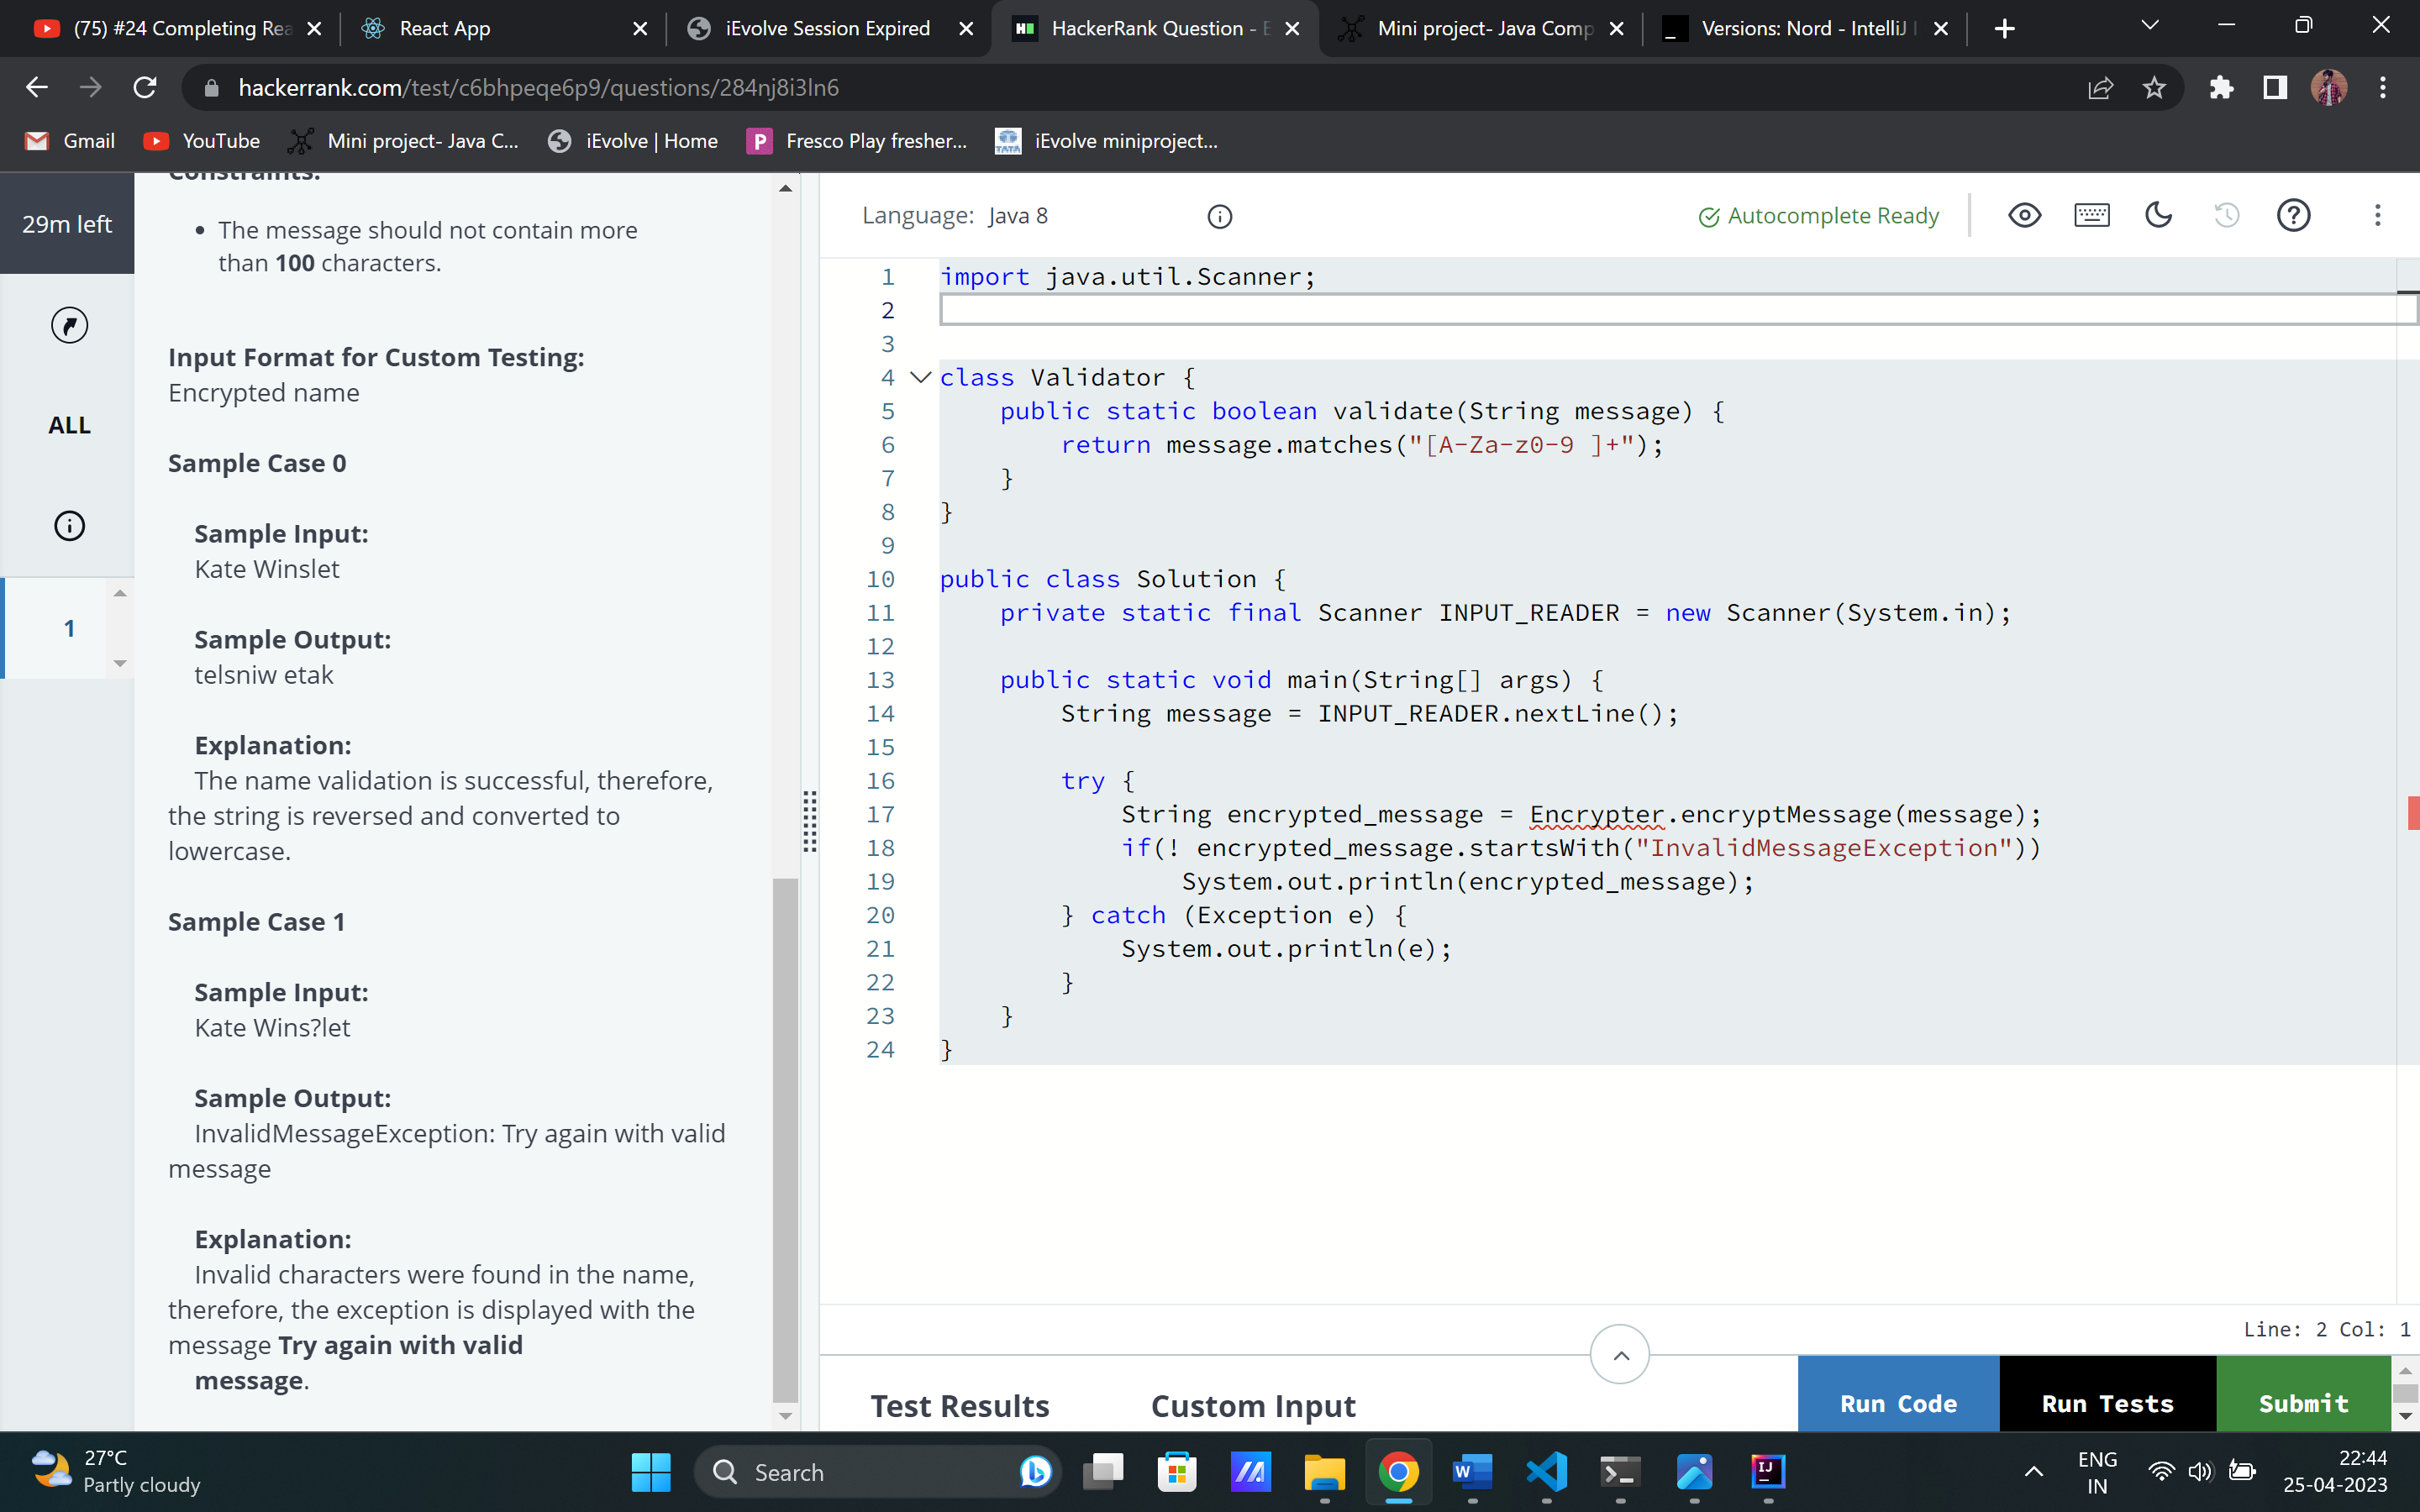 (75) #24 Completing Rea
React App
iEvolve Session Expired
HackerRank Question - E
Mini project- Java Comp
Versions: Nord - IntelliJ I
hackerrank.com/test/c6bhpeqe6p9/questions/284nj8i3ln6
Gmail
YouTube
Mini project- Java C...
iEvolve | Home
Fresco Play fresher...
iEvolve miniproject...
29m left
ALL
1
Constraints:
• The message should not contain more
than 100 characters.
Input Format for Custom Testing:
Encrypted name
Sample Case 0
Sample Input:
Kate Winslet
Sample Output:
telsniw etak
Explanation:
The name validation is successful, therefore,
the string is reversed and converted to
lowercase.
Sample Case 1
Sample Input:
Kate Wins?let
Sample Output:
InvalidMessageException: Try again with valid
message
Explanation:
Invalid characters were found in the name,
therefore, the exception is displayed with the
message Try again with valid
message.
Language: Java 8
Autocomplete Ready
1 import java.util.Scanner;
2
3
4 class Validator {
5     public static boolean validate(String message) {
6         return message.matches("[A-Za-z0-9 ]+");
7     }
8 }
9
10 public class Solution {
11     private static final Scanner INPUT_READER = new Scanner(System.in);
12
13     public static void main(String[] args) {
14         String message = INPUT_READER.nextLine();
15
16         try {
17             String encrypted_message = Encrypter.encryptMessage(message);
18             if(! encrypted_message.startsWith("InvalidMessageException"))
19                 System.out.println(encrypted_message);
20         } catch (Exception e) {
21             System.out.println(e);
22         }
23     }
24 }
Line: 2 Col: 1
Test Results
Custom Input
Run Code
Run Tests
Submit
27°C
Partly cloudy
Search
ENG
IN
22:44
25-04-2023